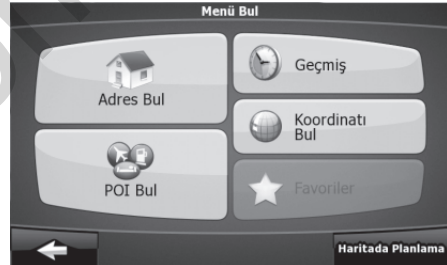 Menü Bul
Adres Bul
Geçmiş
Koordinatı
Bul
POI Bul
Favoriler
Haritada Planlama